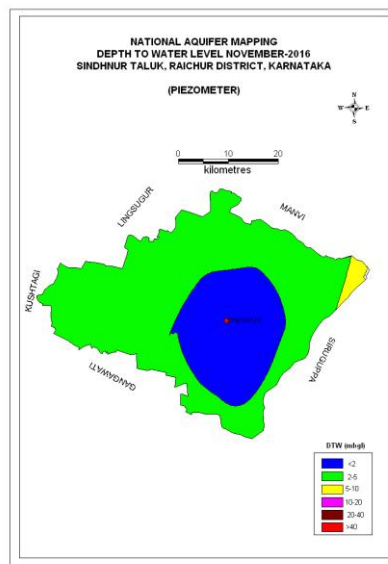 NATIONAL AQUIFER MAPPING
DEPTH TO WATER LEVEL NOVEMBER-2016
SINDHNUR TALUK, RAICHUR DISTRICT, KARNATAKA
(PIEZOMETER)
N
W E
S
0 10 20
kilometres
LINGSUGUR
MANVI
KUSHTAGI
GANGAWATI
SIRUGUPPA
DTW (mbgl)
<2
2-5
5-10
10-20
20-40
>40